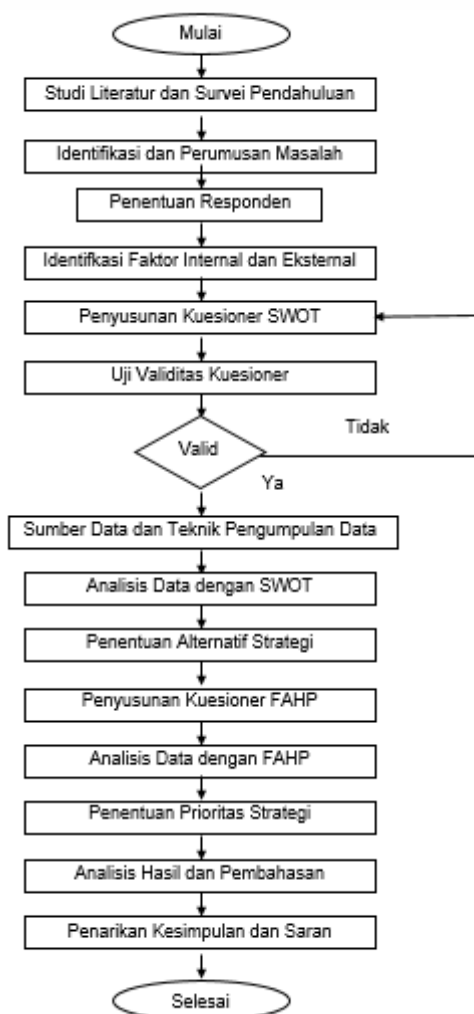 Mulai
Studi Literatur dan Survei Pendahuluan
Identifikasi dan Perumusan Masalah
Penentuan Responden
Identifkasi Faktor Internal dan Eksternal
Penyusunan Kuesioner SWOT
Uji Validitas Kuesioner
Valid
Tidak
Ya
Sumber Data dan Teknik Pengumpulan Data
Analisis Data dengan SWOT
Penentuan Alternatif Strategi
Penyusunan Kuesioner FAHP
Analisis Data dengan FAHP
Penentuan Prioritas Strategi
Analisis Hasil dan Pembahasan
Penarikan Kesimpulan dan Saran
Selesai